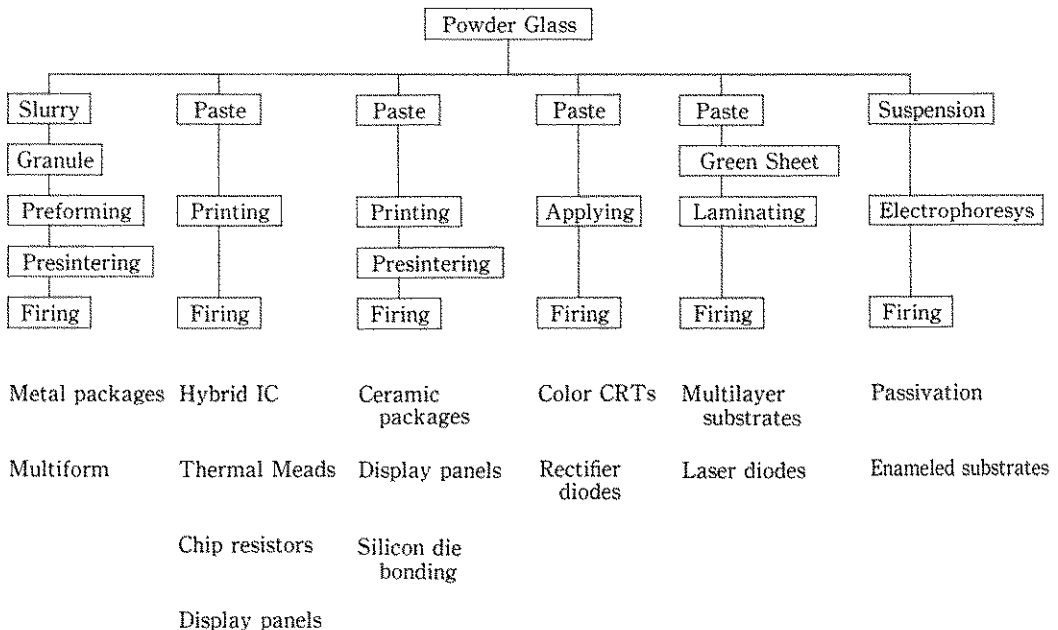 Powder Glass
Slurry
Paste
Paste
Paste
Paste
Suspension
Granule
Green Sheet
Preforming
Printing
Printing
Applying
Laminating
Electrophoresys
Presintering
Presintering
Firing
Firing
Firing
Firing
Firing
Firing
Metal packages
Hybrid IC
Ceramic
packages
Color CRTs
Multilayer
substrates
Passivation
Multiform
Thermal Meads
Display panels
Rectifier
diodes
Laser diodes
Enameled substrates
Chip resistors
Silicon die
bonding
Display panels